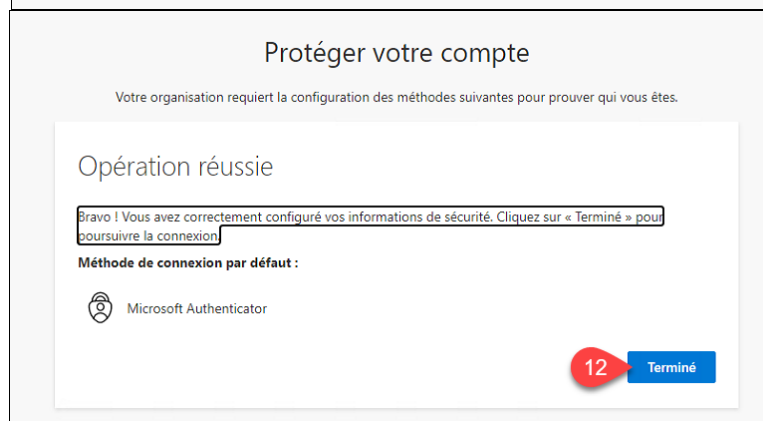 Protéger votre compte
Votre organisation requiert la configuration des méthodes suivantes pour prouver qui vous êtes.
Opération réussie
Bravo ! Vous avez correctement configuré vos informations de sécurité. Cliquez sur « Terminé » pour
poursuivre la connexion.
Méthode de connexion par défaut :
Microsoft Authenticator
12 Terminé